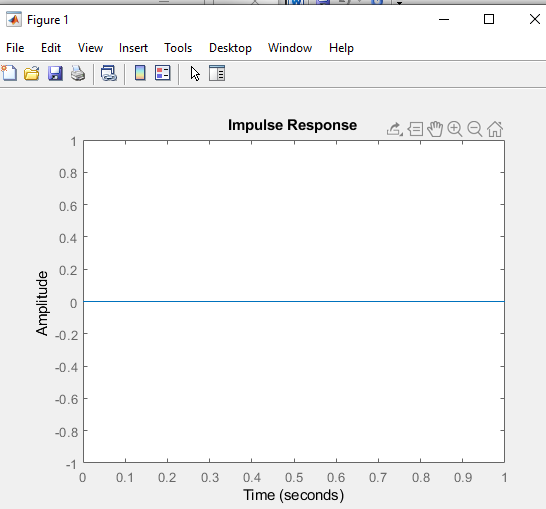 Figure 1
File Edit View Insert Tools Desktop Window Help
Impulse Response
1
0.8
0.6
0.4
0.2
0
-0.2
-0.4
-0.6
-0.8
-1
Amplitude
0 0.1 0.2 0.3 0.4 0.5 0.6 0.7 0.8 0.9 1
Time (seconds)